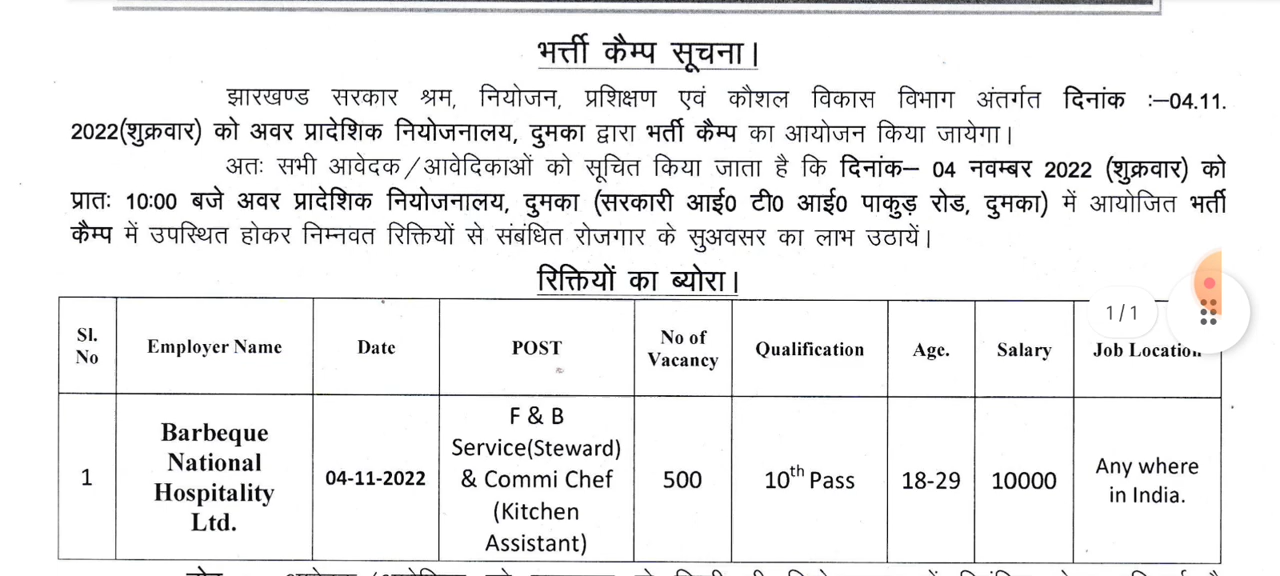 भर्त्ती कैम्प सूचना।
झारखण्ड सरकार श्रम, नियोजन, प्रशिक्षण एवं कौशल विकास विभाग अंतर्गत दिनांक :–04.11.
2022(शुक्रवार) को अवर प्रादेशिक नियोजनालय, दुमका द्वारा भर्ती कैम्प का आयोजन किया जायेगा।
अतः सभी आवेदक/आवेदिकाओं को सूचित किया जाता है कि दिनांक– 04 नवम्बर 2022 (शुक्रवार) को
प्रातः 10:00 बजे अवर प्रादेशिक नियोजनालय, दुमका (सरकारी आई0 टी0 आई0 पाकुड़ रोड, दुमका) में आयोजित भर्ती
कैम्प में उपस्थित होकर निम्नवत रिक्तियों से संबंधित रोजगार के सुअवसर का लाभ उठायें।
रिक्तियों का ब्योरा।
1/1
Sl. No Employer Name Date POST No of Vacancy Qualification Age. Salary Job Location
1 Barbeque National Hospitality Ltd. 04-11-2022 F & B Service(Steward) & Commi Chef (Kitchen Assistant) 500 10th Pass 18-29 10000 Any where in India.